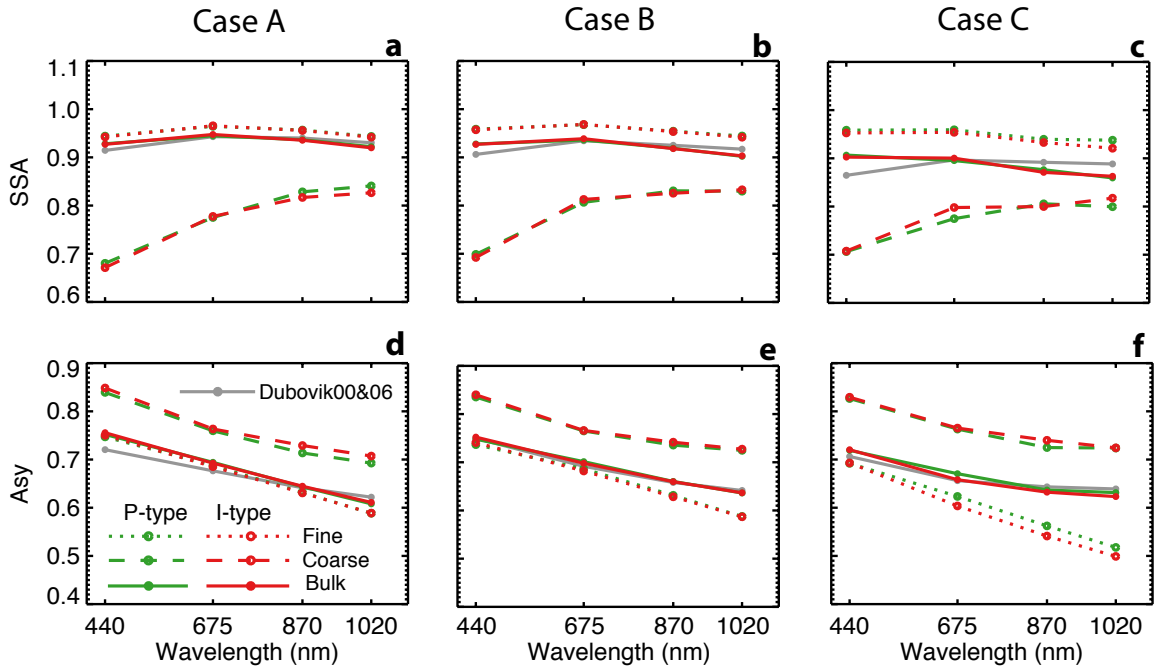 Case A Case B Case C
a b c
1.1
1.0
0.9
0.8
0.7
0.6
SSA
d e f
0.9
0.8
0.7
0.6
0.5
0.4
Asy
Dubovik00&06
P-type I-type
Fine
Coarse
Bulk
440 675 870 1020 440 675 870 1020 440 675 870 1020
Wavelength (nm) Wavelength (nm) Wavelength (nm)